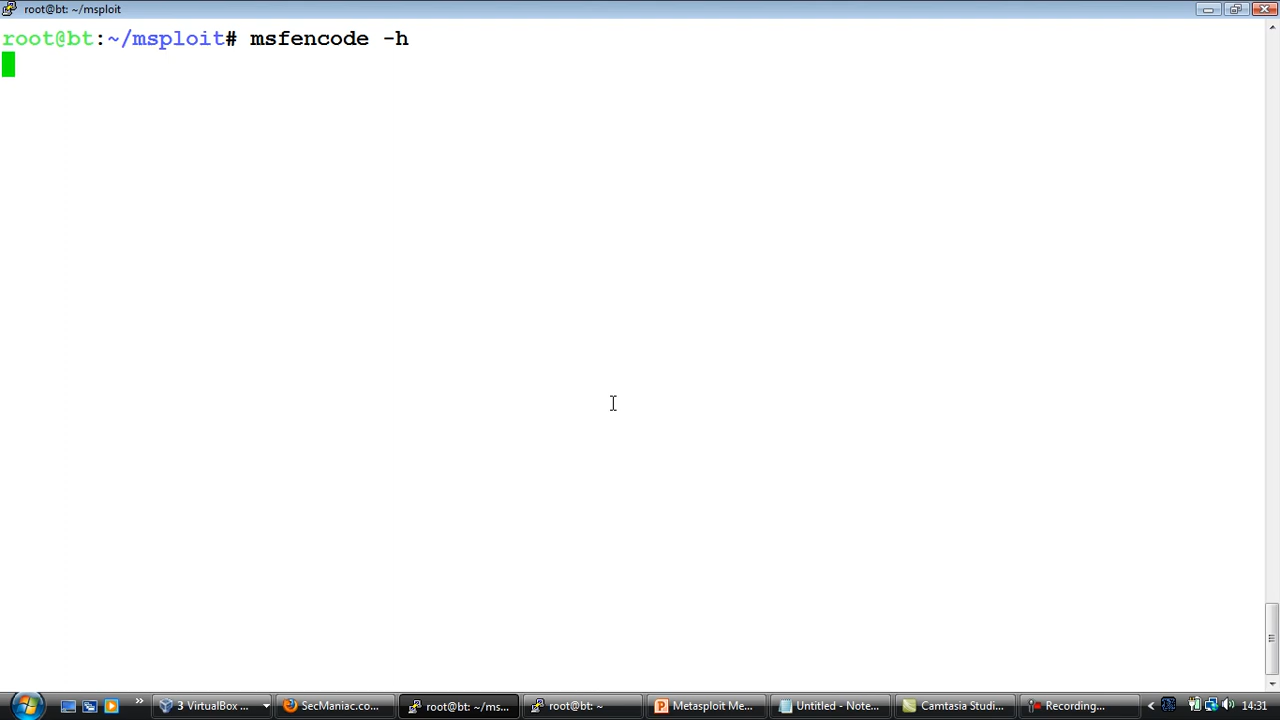 root@bt: ~/msploit
root@bt:~/msploit# msfencode -h
3 VirtualBox ...
SecManiac.co...
root@bt: ~/ms...
root@bt: ~
Metasploit Me...
Untitled - Note...
Camtasia Studi...
Recording...
14:31